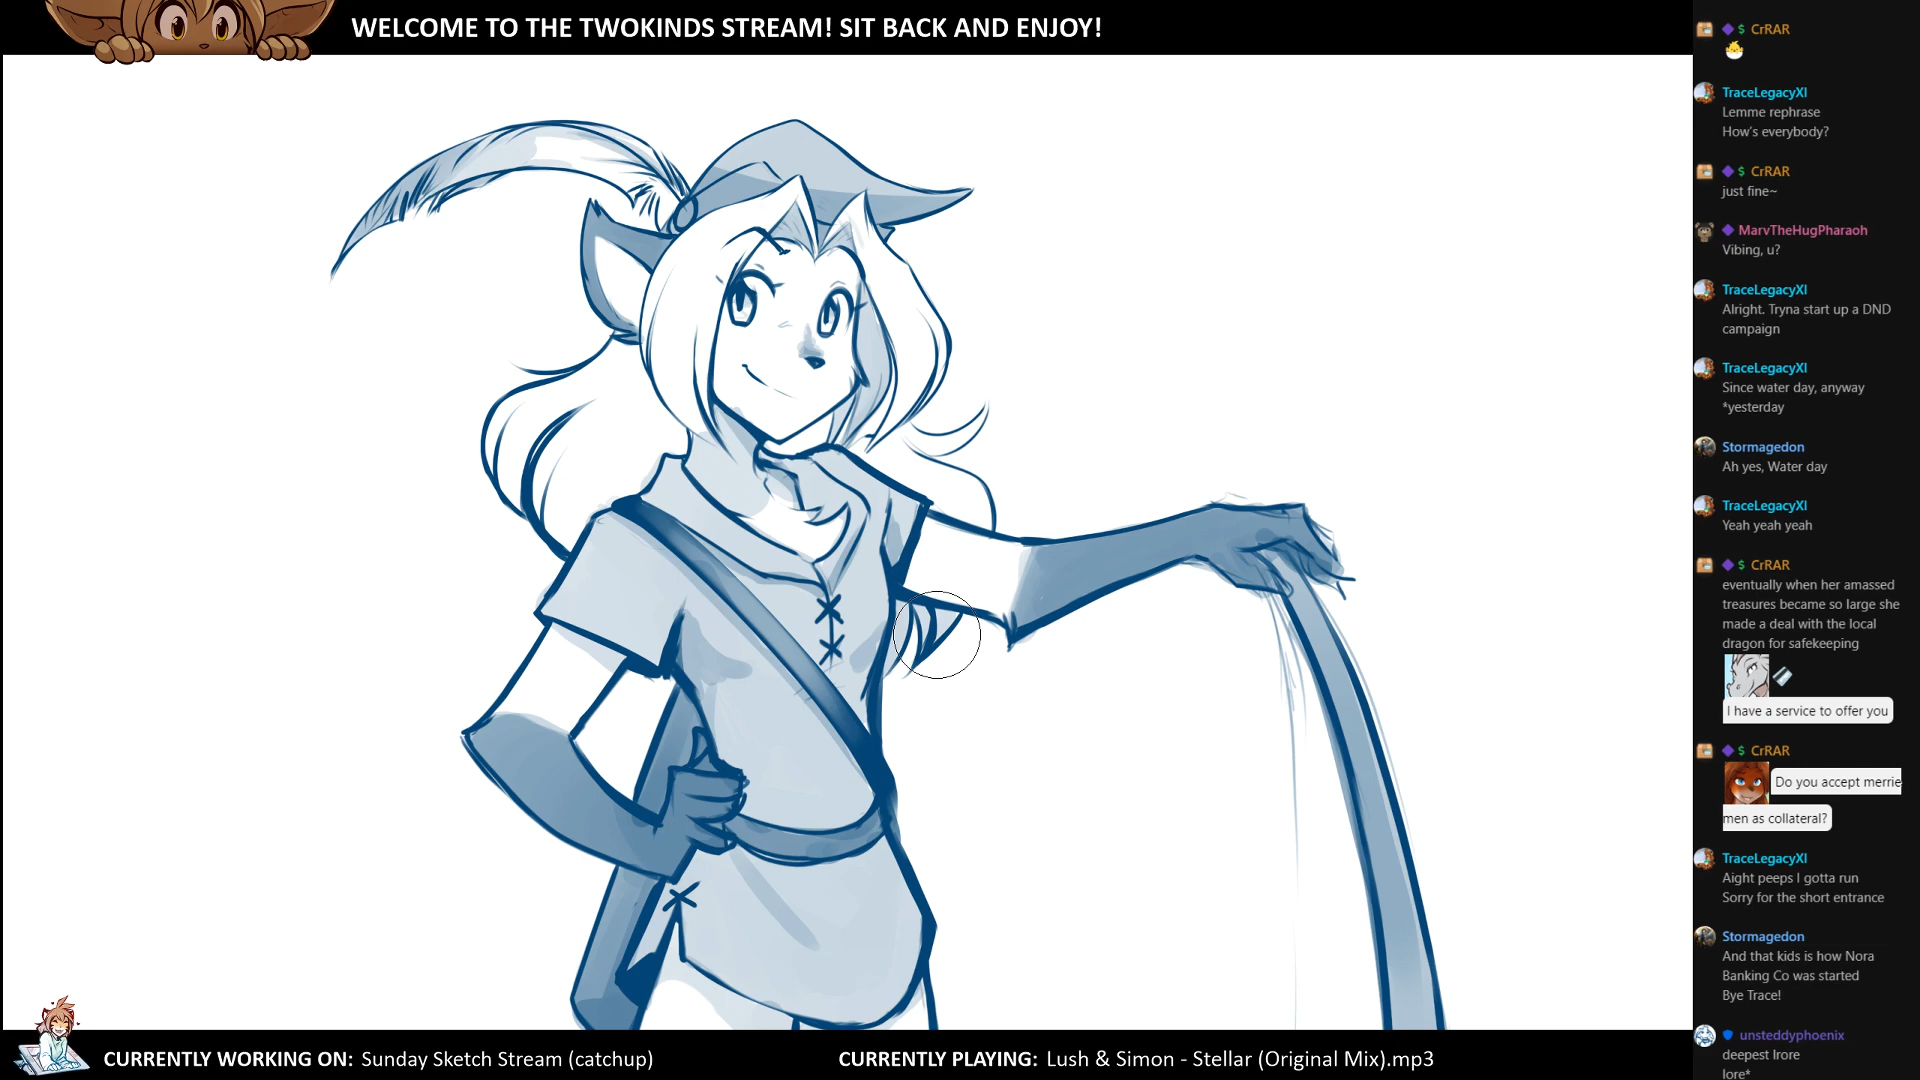 WELCOME TO THE TWOKINDS STREAM! SIT BACK AND ENJOY!
$ CrRAR
TraceLegacyXI
Lemme rephrase
How's everybody?
$ CrRAR
just fine~
MarvTheHugPharaoh
Vibing, u?
TraceLegacyXI
Alright. Tryna start up a DND
campaign
TraceLegacyXI
Since water day, anyway
*yesterday
Stormagedon
Ah yes, Water day
TraceLegacyXI
Yeah yeah yeah
$ CrRAR
eventually when her amassed
treasures became so large she
made a deal with the local
dragon for safekeeping
I have a service to offer you
$ CrRAR
Do you accept merrie
men as collateral?
TraceLegacyXI
Aight peeps I gotta run
Sorry for the short entrance
Stormagedon
And that kids is how Nora
Banking Co was started
Bye Trace!
unsteddyphoenix
deepest lrore
lore*
CURRENTLY WORKING ON: Sunday Sketch Stream (catchup)
CURRENTLY PLAYING: Lush & Simon - Stellar (Original Mix).mp3